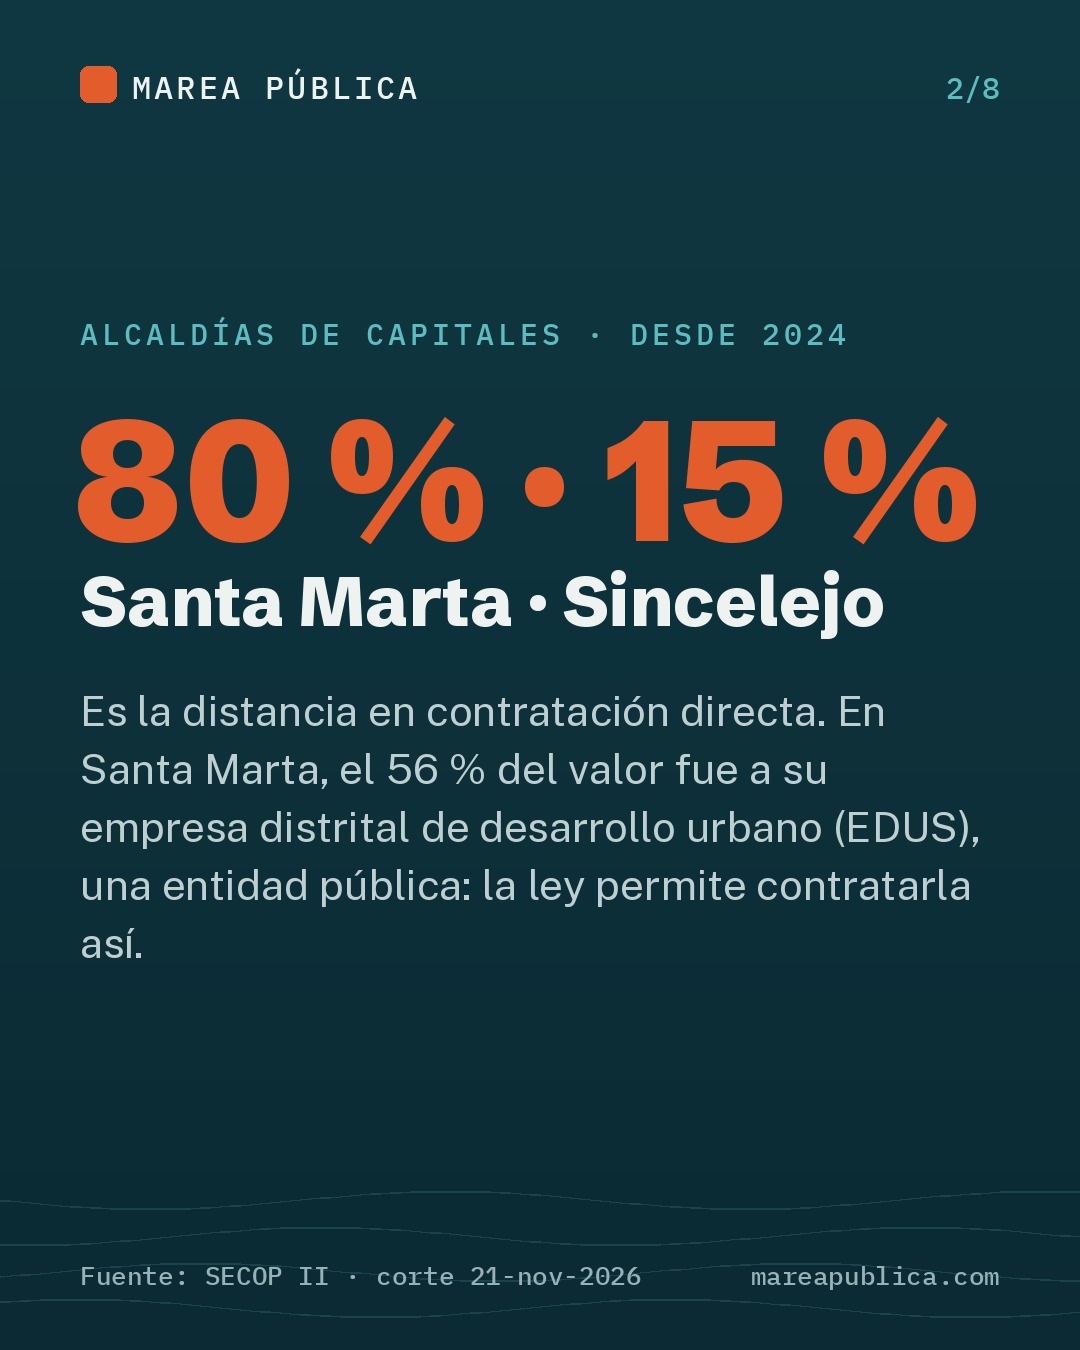 MAREA PÚBLICA
2/8
ALCALDÍAS DE CAPITALES · DESDE 2024
80 % · 15 %
Santa Marta · Sincelejo
Es la distancia en contratación directa. En
Santa Marta, el 56 % del valor fue a su
empresa distrital de desarrollo urbano (EDUS),
una entidad pública: la ley permite contratarla
así.
Fuente: SECOP II · corte 21-nov-2026
mareapublica.com